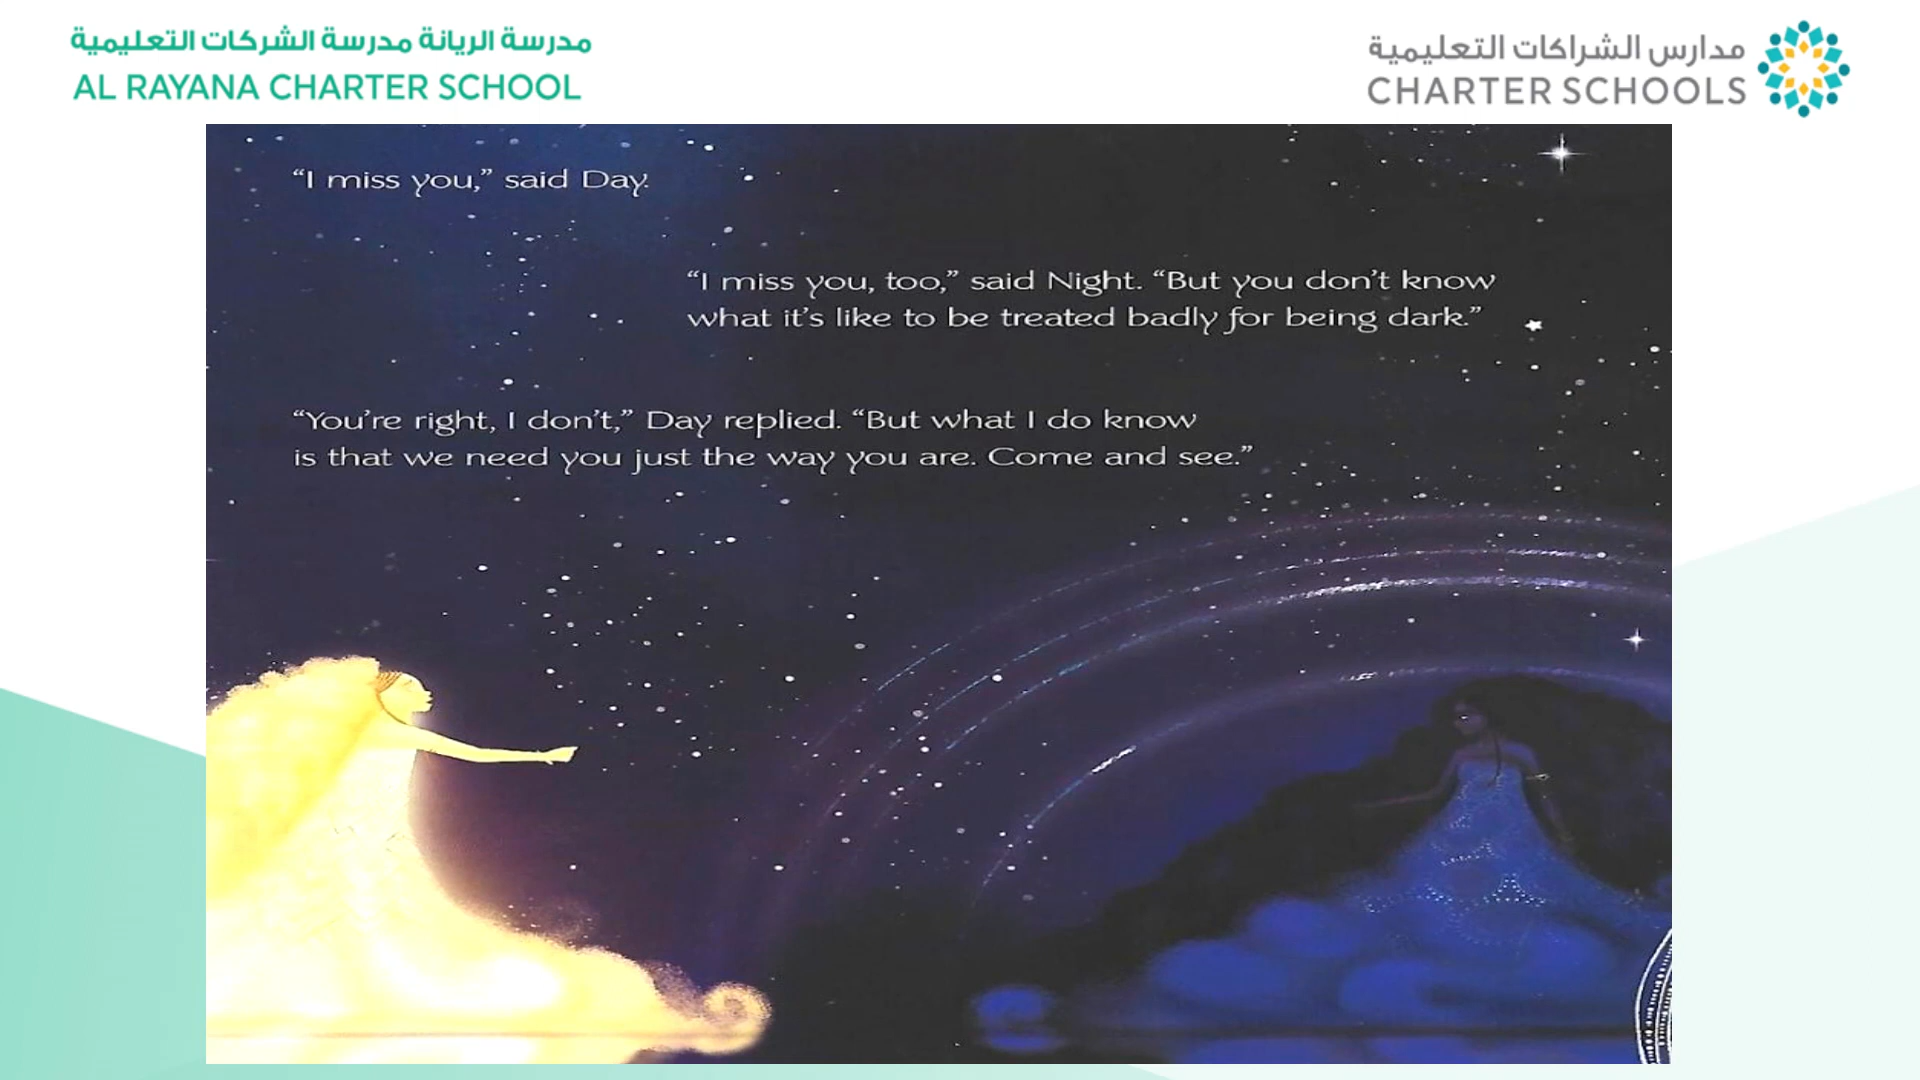 مدرسة الريانة مدرسة الشركات التعليمية
AL RAYANA CHARTER SCHOOL
مدارس الشراكات التعليمية
CHARTER SCHOOLS
“I miss you,” said Day.
“I miss you, too,” said Night. “But you don’t know
what it’s like to be treated badly for being dark.”
“You’re right, I don’t,” Day replied. “But what I do know
is that we need you just the way you are. Come and see.”